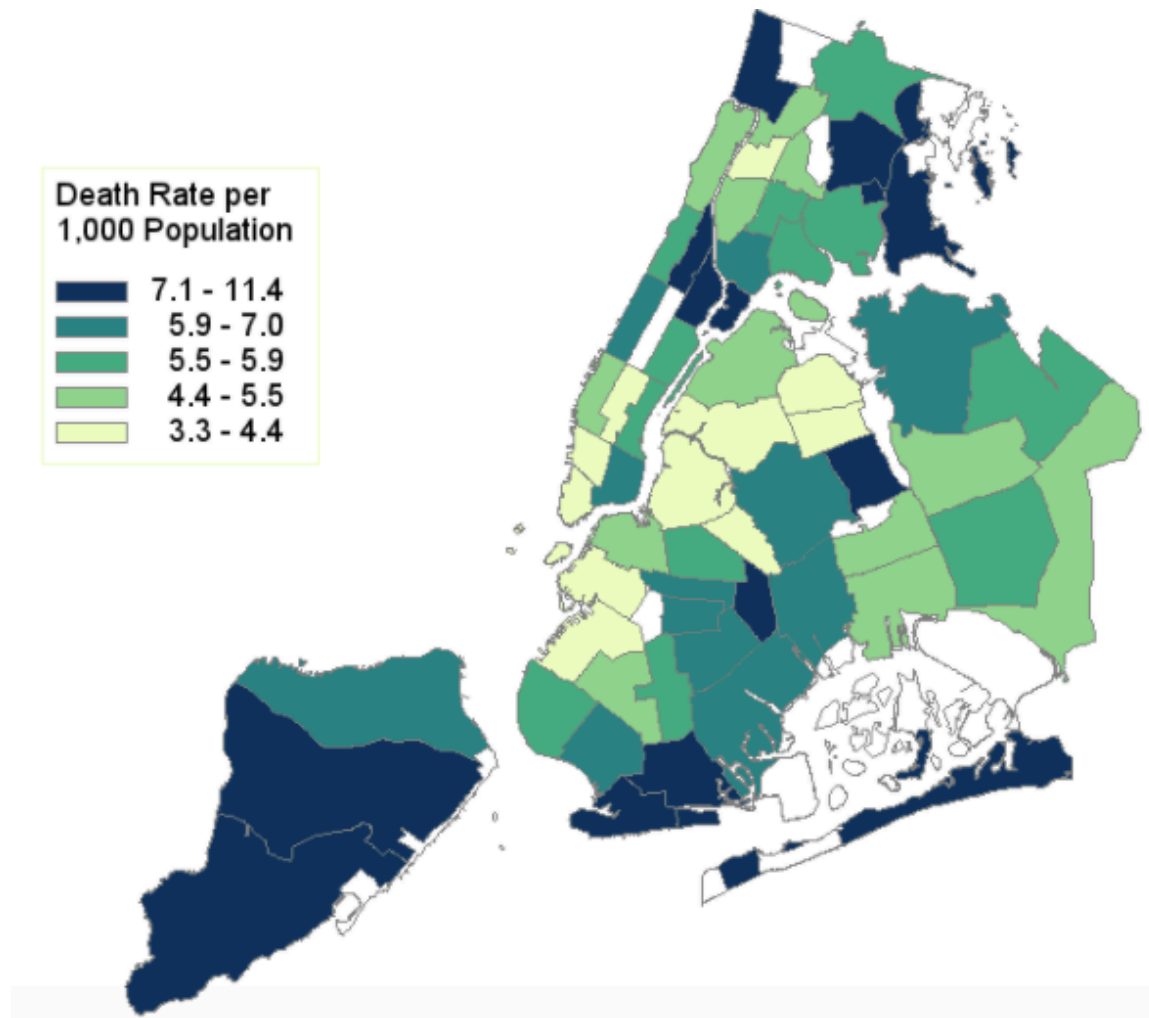 Death Rate per
1,000 Population
7.1 - 11.4
5.9 - 7.0
5.5 - 5.9
4.4 - 5.5
3.3 - 4.4